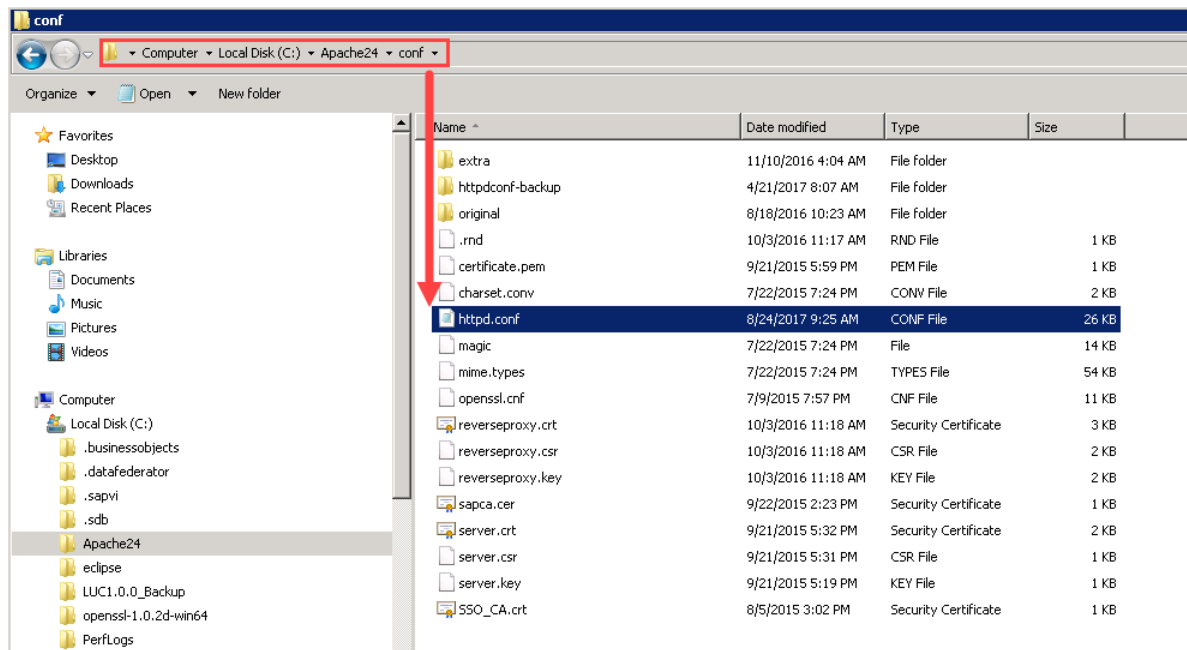 conf
Computer Local Disk (C:) Apache24 conf
Organize Open New folder
Favorites
Desktop
Downloads
Recent Places
Libraries
Documents
Music
Pictures
Videos
Computer
Local Disk (C:)
.businessobjects
.datafederator
.sapvi
.sdb
Apache24
eclipse
LUC1.0.0_Backup
openssl-1.0.2d-win64
PerfLogs
Name Date modified Type Size
extra 11/10/2016 4:04 AM File folder
httpdconf-backup 4/21/2017 8:07 AM File folder
original 8/18/2016 10:23 AM File folder
.rnd 10/3/2016 11:17 AM RND File 1 KB
certificate.pem 9/21/2015 5:59 PM PEM File 1 KB
charset.conv 7/22/2015 7:24 PM CONV File 2 KB
httpd.conf 8/24/2017 9:25 AM CONF File 26 KB
magic 7/22/2015 7:24 PM File 14 KB
mime.types 7/22/2015 7:24 PM TYPES File 54 KB
openssl.cnf 7/9/2015 7:57 PM CNF File 11 KB
reverseproxy.crt 10/3/2016 11:18 AM Security Certificate 3 KB
reverseproxy.csr 10/3/2016 11:18 AM CSR File 2 KB
reverseproxy.key 10/3/2016 11:18 AM KEY File 2 KB
sapca.cer 9/22/2015 2:23 PM Security Certificate 1 KB
server.crt 9/21/2015 5:32 PM Security Certificate 2 KB
server.csr 9/21/2015 5:31 PM CSR File 1 KB
server.key 9/21/2015 5:19 PM KEY File 1 KB
SSO_CA.crt 8/5/2015 3:02 PM Security Certificate 1 KB